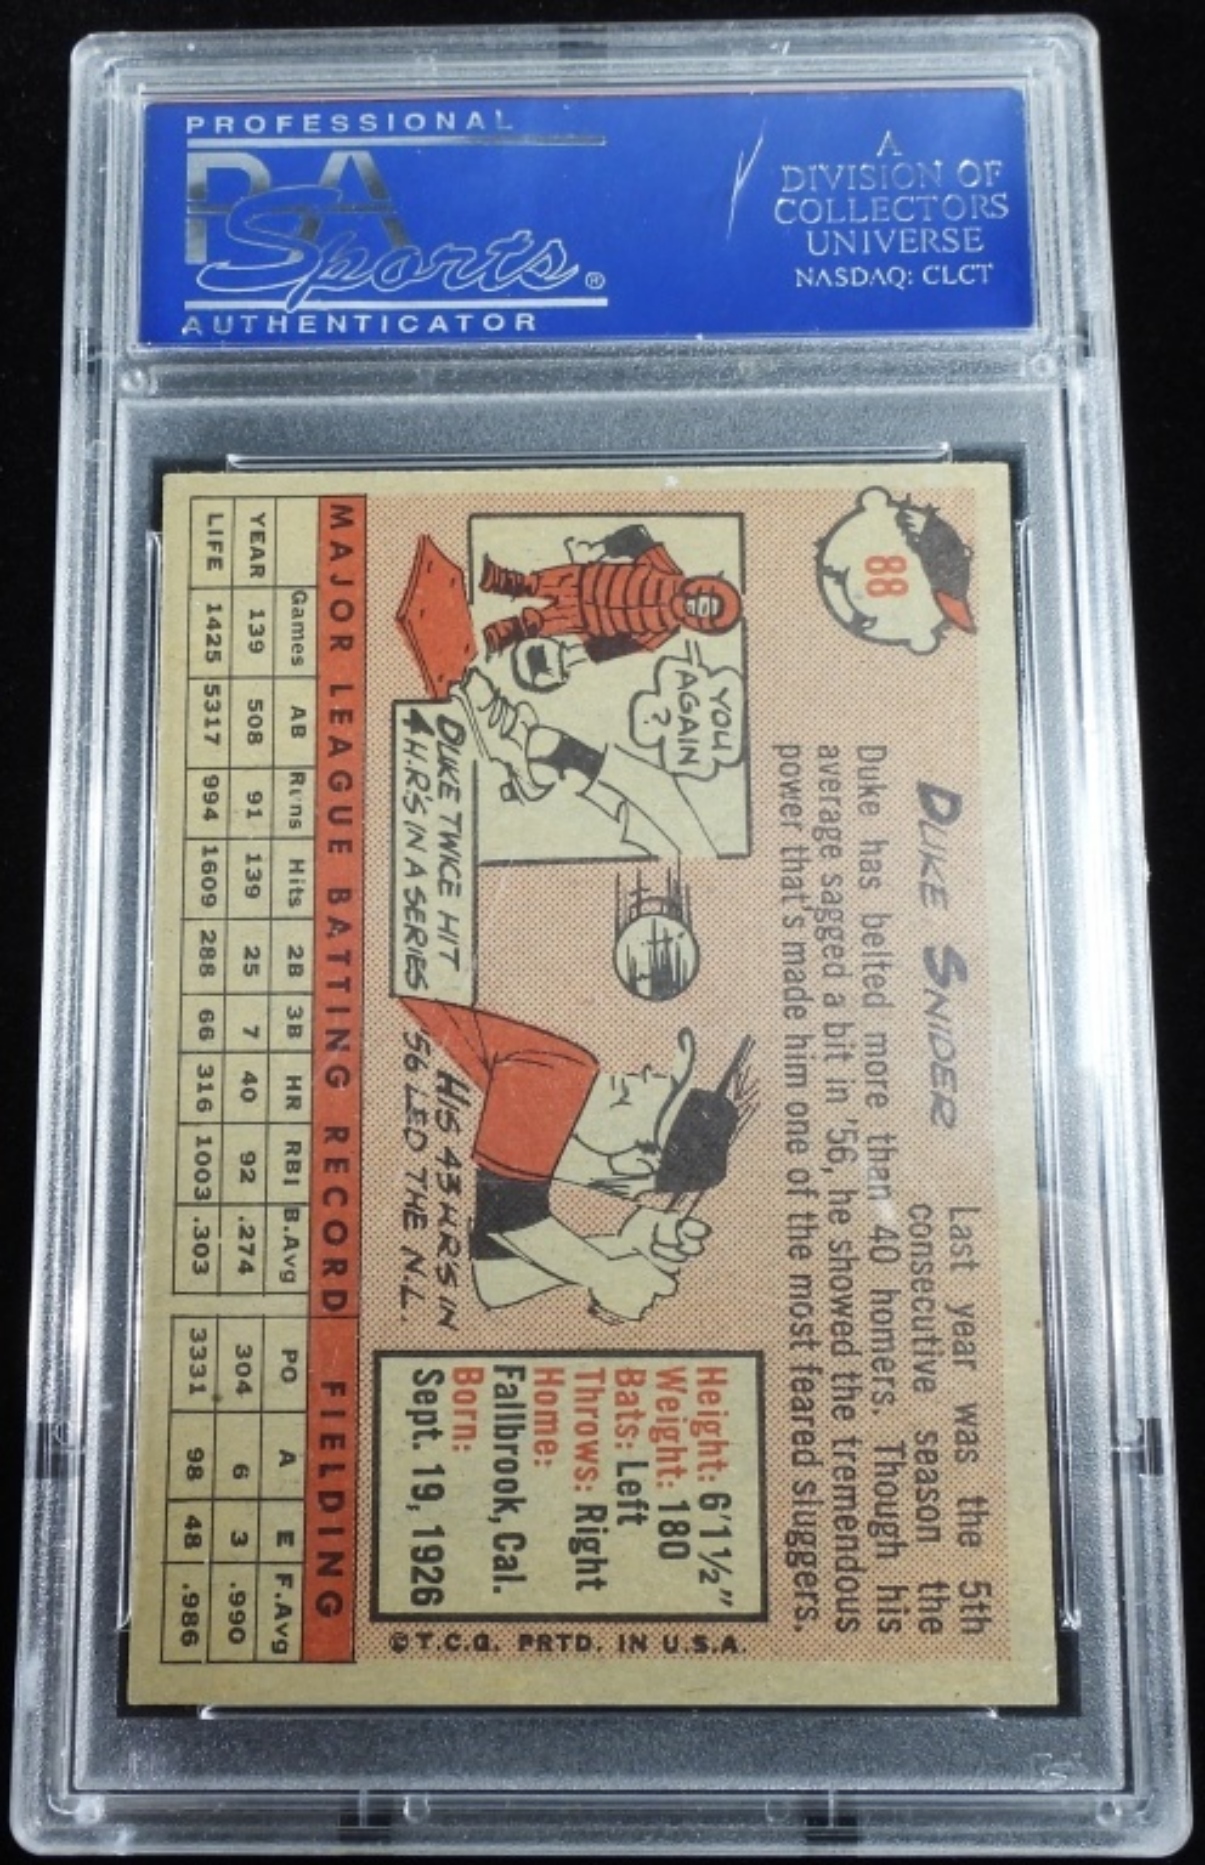 PROFESSIONAL
PSA
Sports®
AUTHENTICATOR
A
DIVISION OF
COLLECTORS
UNIVERSE
NASDAQ: CLCT
88
DUKE SNIDER
Last year was the 5th
consecutive season the
Duke has belted more than 40 homers. Though his
average sagged a bit in '56, he showed the tremendous
power that's made him one of the most feared sluggers.
YOU
AGAIN
?
DUKE TWICE HIT
4 H.R.'S IN A SERIES
HIS 43 H.R.'S IN
'56 LED THE N.L.
Height: 6'1½"
Weight: 180
Bats: Left
Throws: Right
Home:
Fallbrook, Cal.
Born:
Sept. 19, 1926
© T.C.G. PRTD. IN U.S.A.
MAJOR LEAGUE BATTING RECORD FIELDING
Games AB Runs Hits 2B 3B HR RBI B.Avg PO A E F.Avg
YEAR 139 508 91 139 25 7 40 92 .274 304 6 3 .990
LIFE 1425 5317 994 1609 288 66 316 1003 .303 3331 98 48 .986